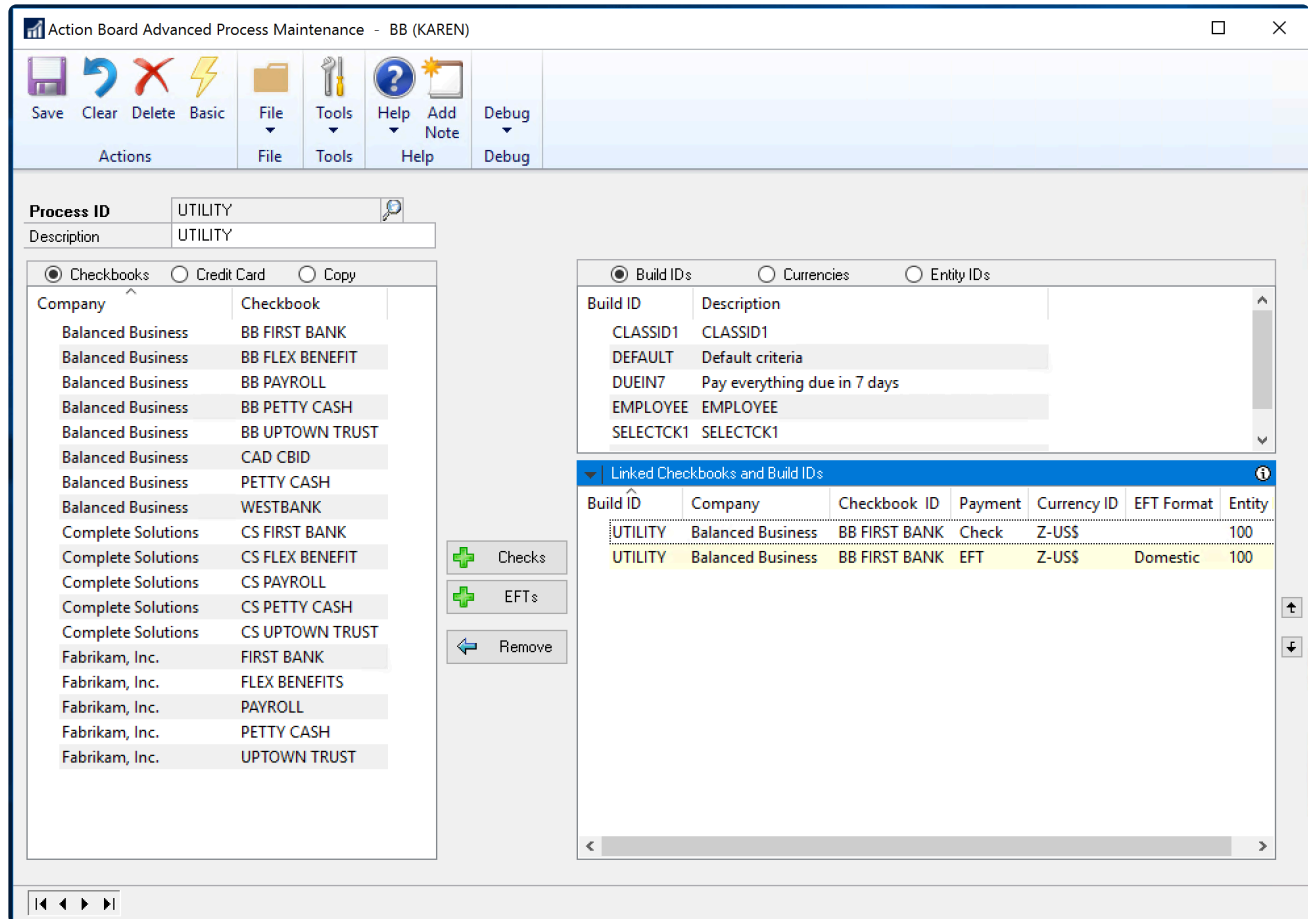 Action Board Advanced Process Maintenance - BB (KAREN)
Save Clear Delete Basic File Tools Help Add Note Debug
Actions File Tools Help Debug
Process ID UTILITY
Description UTILITY
Checkbooks Credit Card Copy
Company Checkbook
Balanced Business BB FIRST BANK
Balanced Business BB FLEX BENEFIT
Balanced Business BB PAYROLL
Balanced Business BB PETTY CASH
Balanced Business BB UPTOWN TRUST
Balanced Business CAD CBID
Balanced Business PETTY CASH
Balanced Business WESTBANK
Complete Solutions CS FIRST BANK
Complete Solutions CS FLEX BENEFIT
Complete Solutions CS PAYROLL
Complete Solutions CS PETTY CASH
Complete Solutions CS UPTOWN TRUST
Fabrikam, Inc. FIRST BANK
Fabrikam, Inc. FLEX BENEFITS
Fabrikam, Inc. PAYROLL
Fabrikam, Inc. PETTY CASH
Fabrikam, Inc. UPTOWN TRUST
Checks
EFTs
Remove
Build IDs Currencies Entity IDs
Build ID Description
CLASSID1 CLASSID1
DEFAULT Default criteria
DUEIN7 Pay everything due in 7 days
EMPLOYEE EMPLOYEE
SELECTCK1 SELECTCK1
Linked Checkbooks and Build IDs
Build ID Company Checkbook ID Payment Currency ID EFT Format Entity
UTILITY Balanced Business BB FIRST BANK Check Z-US$ 100
UTILITY Balanced Business BB FIRST BANK EFT Z-US$ Domestic 100